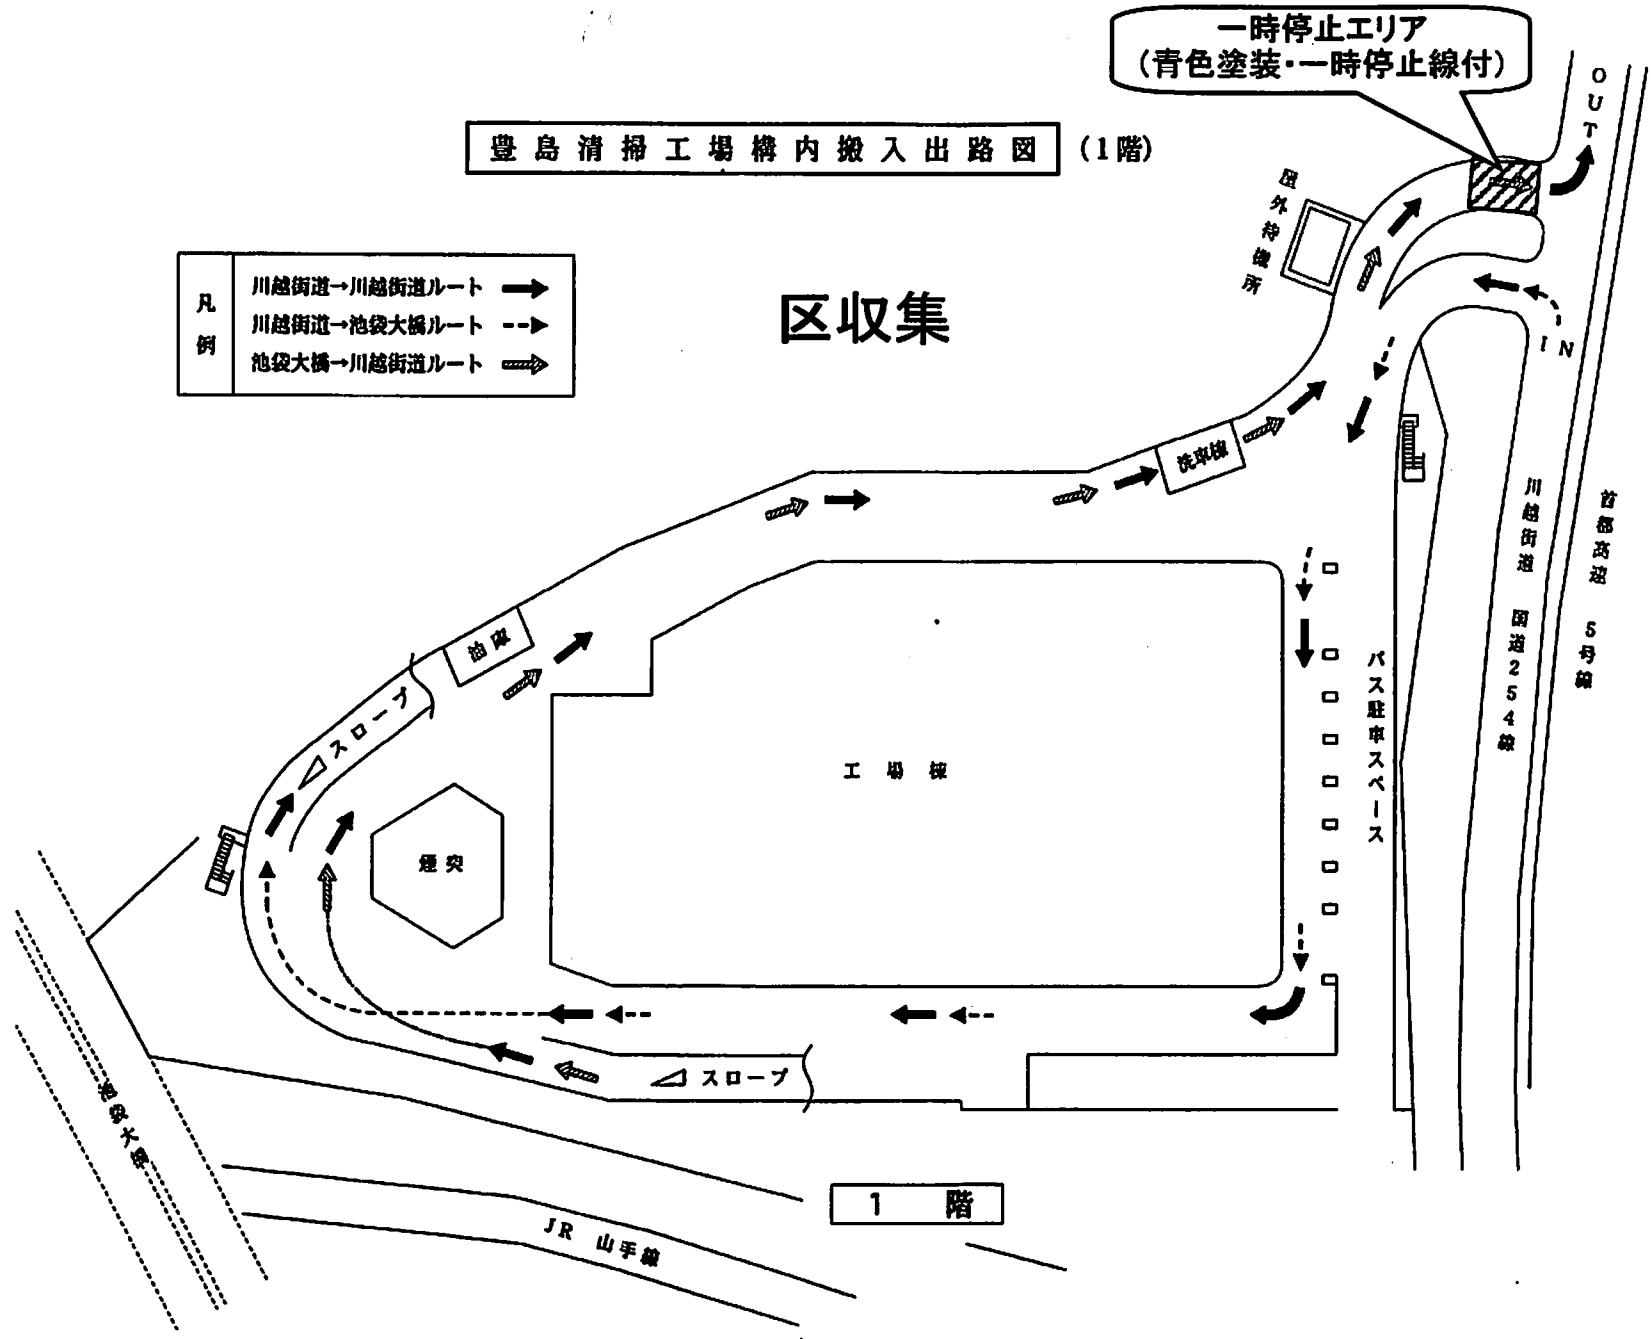 一時停止エリア
(青色塗装・一時停止線付)
豊島清掃工場構内搬入出路図
(1階)
OUT
区外待機所
凡例
川越街道→川越街道ルート
川越街道→池袋大橋ルート
池袋大橋→川越街道ルート
区収集
IN
洗車棟
川越街道 国道254線
首都高速 5号線
油庫
スロープ
バス駐車スペース
工場棟
煙突
スロープ
池袋大橋
1 階
JR 山手線